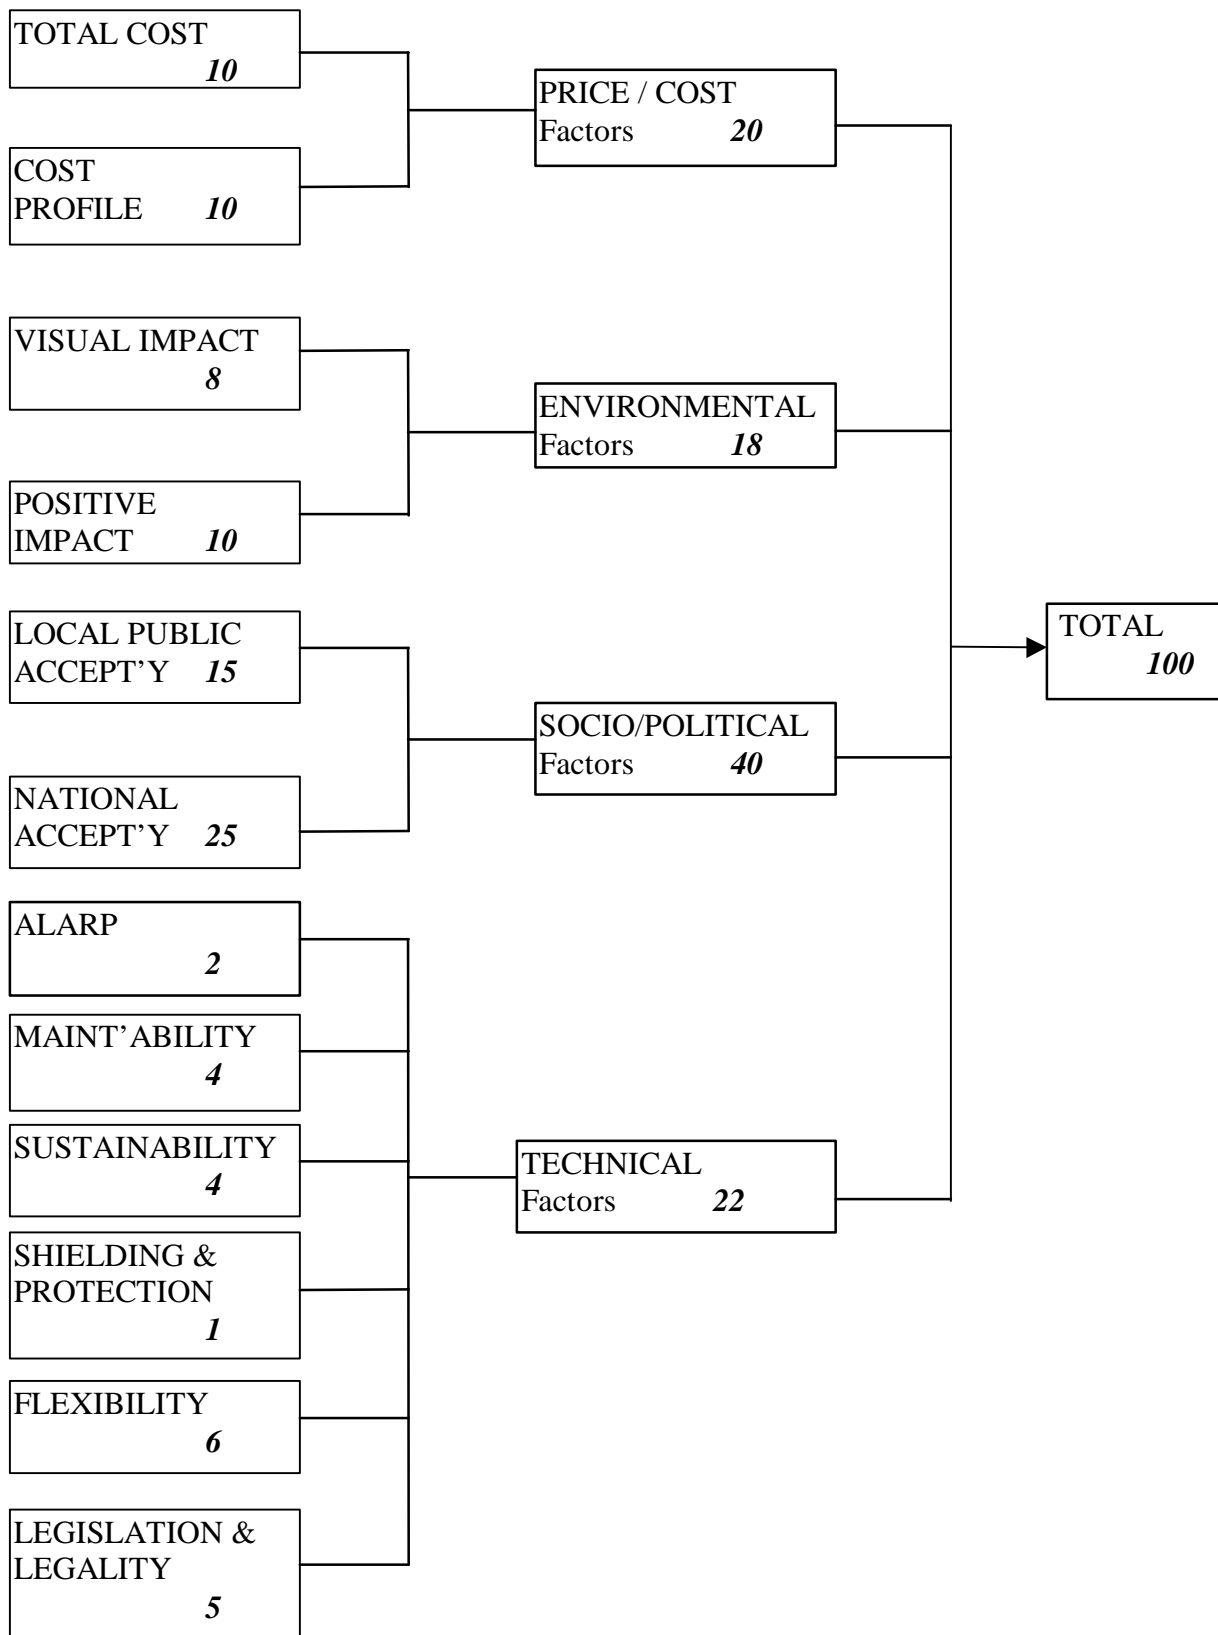 TOTAL COST
10
COST
PROFILE 10
PRICE / COST
Factors 20
VISUAL IMPACT
8
POSITIVE
IMPACT 10
ENVIRONMENTAL
Factors 18
LOCAL PUBLIC
ACCEPT’Y 15
NATIONAL
ACCEPT’Y 25
SOCIO/POLITICAL
Factors 40
ALARP
2
MAINT’ABILITY
4
SUSTAINABILITY
4
SHIELDING &
PROTECTION
1
FLEXIBILITY
6
LEGISLATION &
LEGALITY
5
TECHNICAL
Factors 22
TOTAL
100